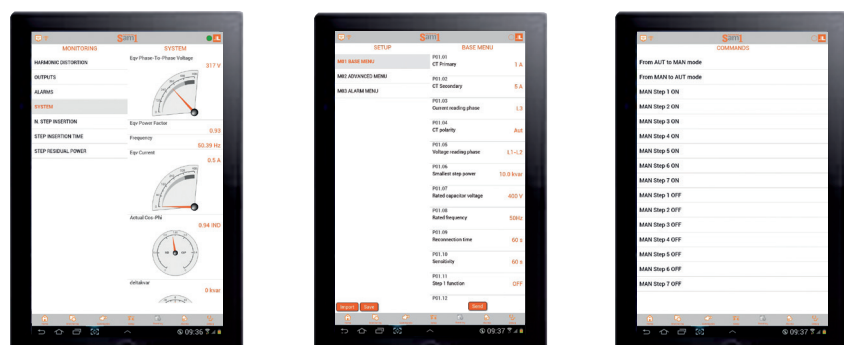 Sam1
MONITORING
SYSTEM
HARMONIC DISTORTION
OUTPUTS
ALARMS
SYSTEM
N. STEP INSERTION
STEP INSERTION TIME
STEP RESIDUAL POWER
Eqv Phase-To-Phase Voltage
317 V
Eqv Power Factor
0.93
Frequency
50.39 Hz
Eqv Current
0.5 A
Actual Cos-Phi
0.94 IND
deltakvar
0 kvar
09:36
Sam1
SETUP
BASE MENU
M01 BASE MENU
M02 ADVANCED MENU
M03 ALARM MENU
P01.01
CT Primary
1 A
P01.02
CT Secondary
5 A
P01.03
Current reading phase
L3
P01.04
CT polarity
Aut
P01.05
Voltage reading phase
L1-L2
P01.06
Smallest step power
10.0 kvar
P01.07
Rated capacitor voltage
400 V
P01.08
Rated frequency
50Hz
P01.09
Reconnection time
60 s
P01.10
Sensitivity
60 s
P01.11
Step 1 function
OFF
P01.12
Import
Save
Send
09:37
Sam1
COMMANDS
From AUT to MAN mode
From MAN to AUT mode
MAN Step 1 ON
MAN Step 2 ON
MAN Step 3 ON
MAN Step 4 ON
MAN Step 5 ON
MAN Step 6 ON
MAN Step 7 ON
MAN Step 1 OFF
MAN Step 2 OFF
MAN Step 3 OFF
MAN Step 4 OFF
MAN Step 5 OFF
MAN Step 6 OFF
MAN Step 7 OFF
09:37